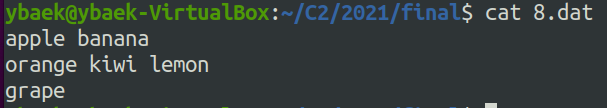 ybaek@ybaek-VirtualBox:~/C2/2021/final$ cat 8.dat
apple banana
orange kiwi lemon
grape